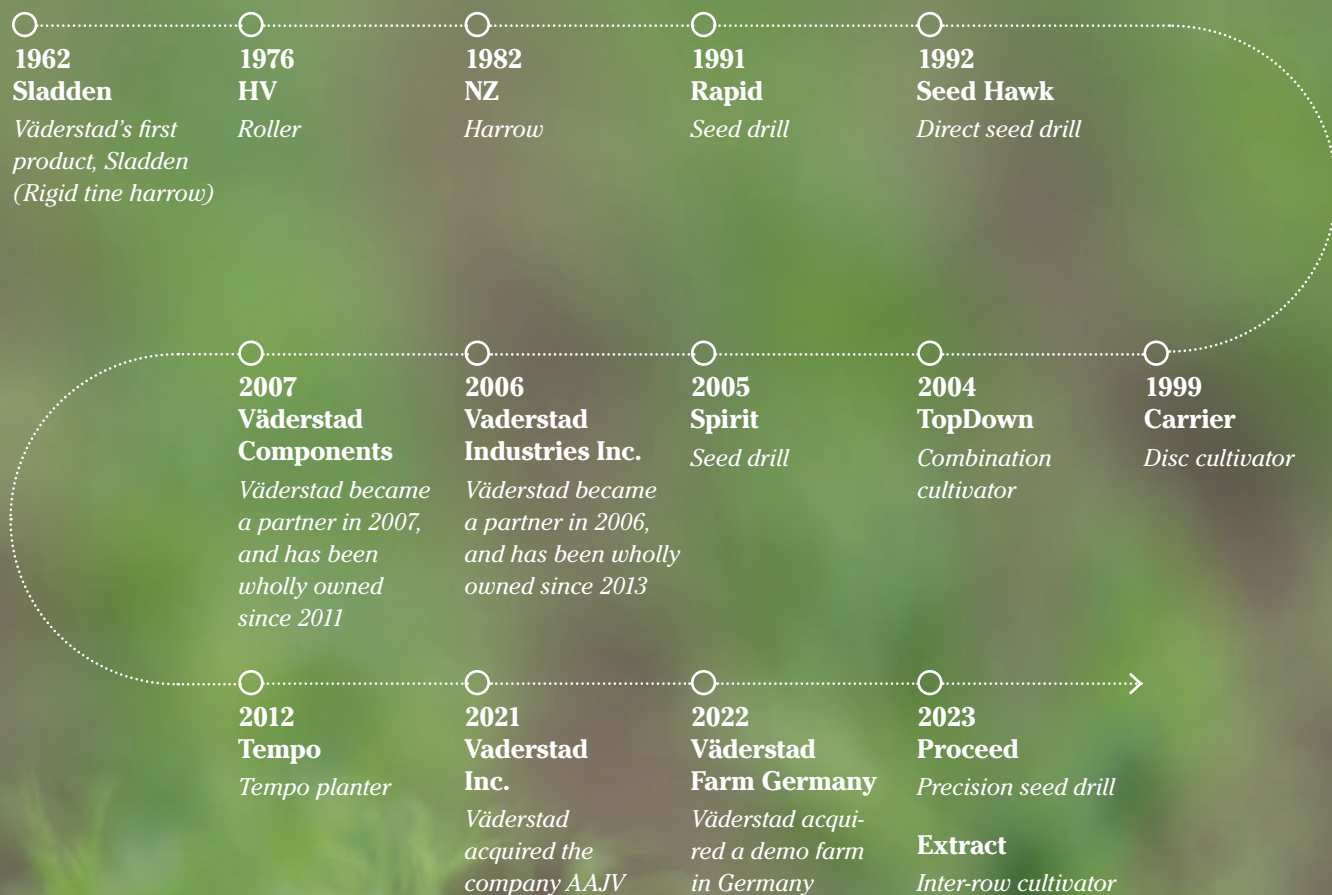 1962
Sladden
Väderstad's first
product, Sladden
(Rigid tine harrow)
1976
HV
Roller
1982
NZ
Harrow
1991
Rapid
Seed drill
1992
Seed Hawk
Direct seed drill
1999
Carrier
Disc cultivator
2004
TopDown
Combination
cultivator
2005
Spirit
Seed drill
2006
Vaderstad
Industries Inc.
Väderstad became
a partner in 2006,
and has been wholly
owned since 2013
2007
Väderstad
Components
Väderstad became
a partner in 2007,
and has been
wholly owned
since 2011
2012
Tempo
Tempo planter
2021
Vaderstad
Inc.
Väderstad
acquired the
company AAJV
2022
Väderstad
Farm Germany
Väderstad acqui-
red a demo farm
in Germany
2023
Proceed
Precision seed drill
Extract
Inter-row cultivator